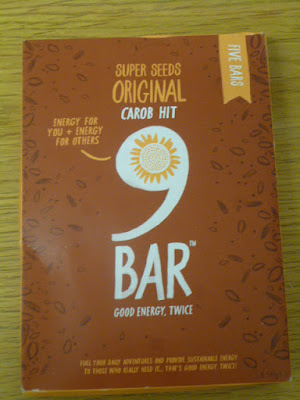 SUPER SEEDS
ORIGINAL
CAROB HIT
FIVE BARS
ENERGY FOR
YOU + ENERGY
FOR OTHERS
9
BAR™
GOOD ENERGY, TWICE
FUEL YOUR DAILY ADVENTURES AND PROVIDE SUSTAINABLE ENERGY
TO THOSE WHO REALLY NEED IT... THAT'S GOOD ENERGY, TWICE!